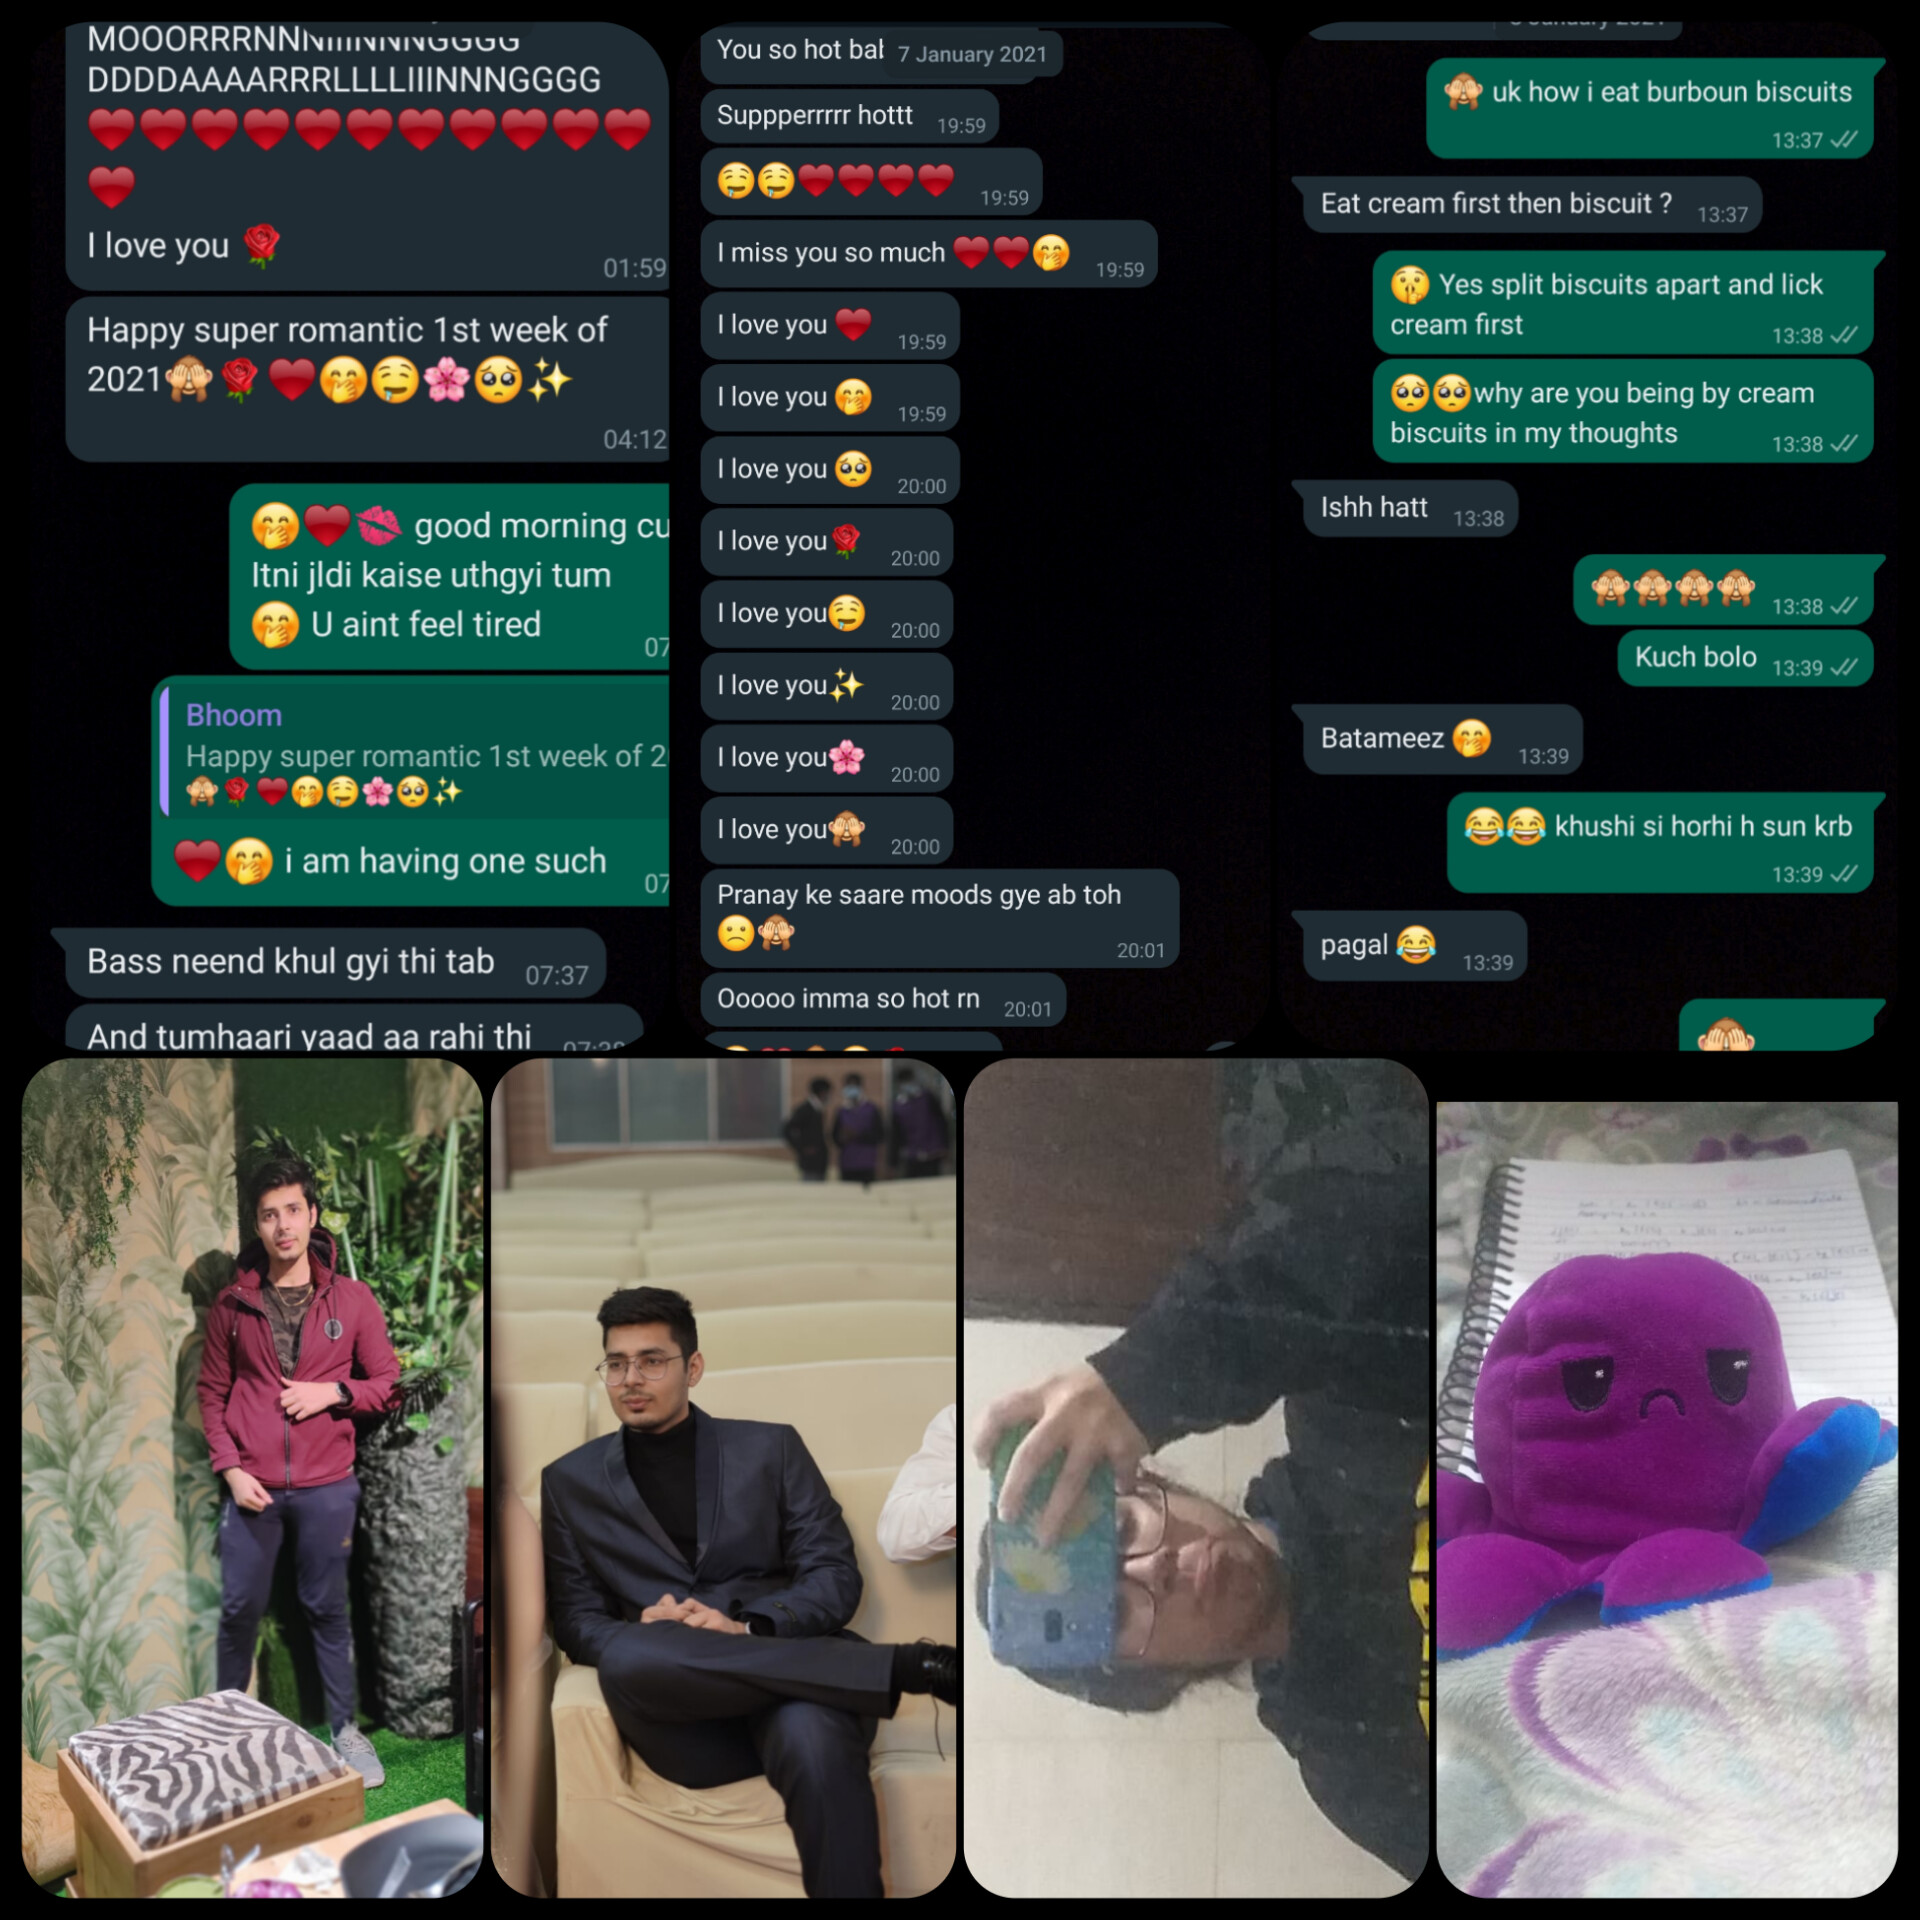 MOOORRRNNNIIINNNGGGG
DDDDAAAARRRLLLLIIINNNGGGG
❤️❤️❤️❤️❤️❤️❤️❤️❤️❤️❤️
❤️
I love you 🌹
01:59
Happy super romantic 1st week of
2021🙈🌹❤️🤭🤤🌸🥺✨
04:12
🤭❤️💋 good morning cu
Itni jldi kaise uthgyi tum
🤭 U aint feel tired
07
Bhoom
Happy super romantic 1st week of 2
🙈🌹❤️🤭🤤🌸🥺✨
❤️🤭 i am having one such
07
Bass neend khul gyi thi tab 07:37
And tumhaari yaad aa rahi thi
7 January 2021
You so hot bab
Suppperrrrr hottt 19:59
🤤🤤❤️❤️❤️❤️ 19:59
I miss you so much ❤️❤️🤭 19:59
I love you ❤️ 19:59
I love you 🤭 19:59
I love you 🥺 20:00
I love you🌹 20:00
I love you🤤 20:00
I love you✨ 20:00
I love you🌸 20:00
I love you🙈 20:00
Pranay ke saare moods gye ab toh
🙁🙈 20:01
Ooooo imma so hot rn 20:01
January 2021
🙈 uk how i eat burboun biscuits
13:37
Eat cream first then biscuit ? 13:37
🤫 Yes split biscuits apart and lick
cream first 13:38
🥺🥺why are you being by cream
biscuits in my thoughts 13:38
Ishh hatt 13:38
🙈🙈🙈🙈 13:38
Kuch bolo 13:39
Batameez 🤭 13:39
😂😂 khushi si horhi h sun krb
13:39
pagal 😂 13:39
🙈